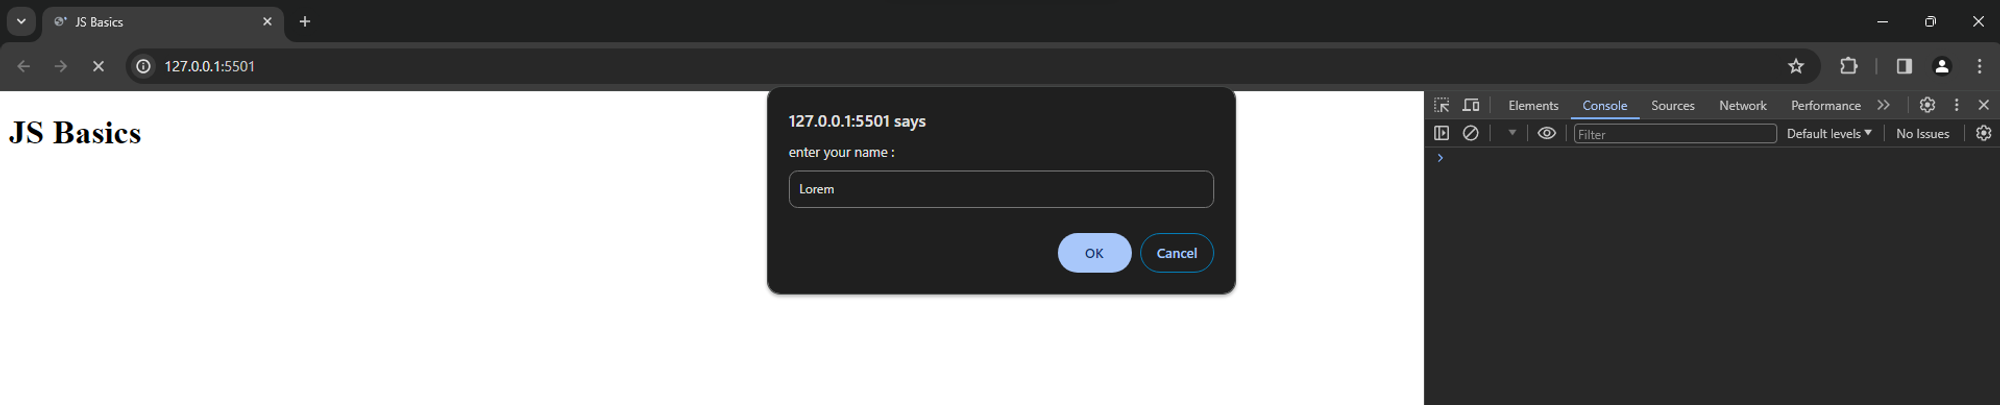 JS Basics
127.0.0.1:5501
JS Basics
127.0.0.1:5501 says
enter your name :
Lorem
OK Cancel
Elements Console Sources Network Performance
Filter Default levels No Issues